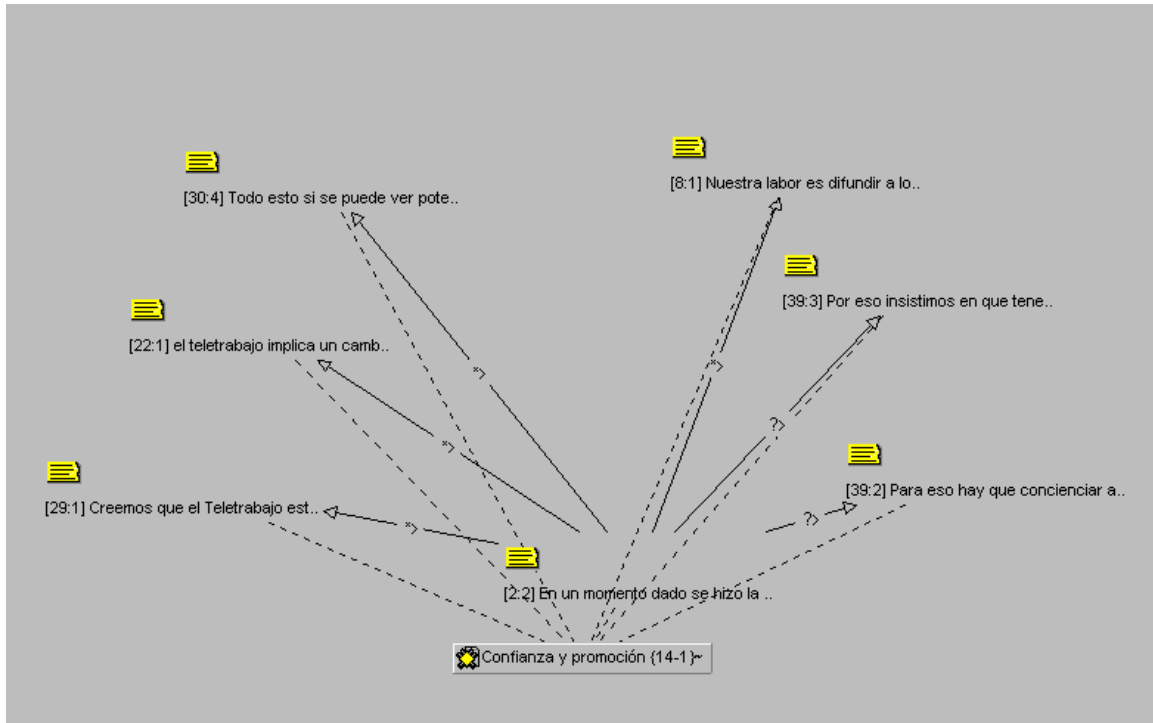 [30:4] Todo esto si se puede ver pote..
[8:1] Nuestra labor es difundir a lo..
[39:3] Por eso insistimos en que tene..
[22:1] el teletrabajo implica un camb..
*>
*>
?>
*>
[29:1] Creemos que el Teletrabajo est..
[39:2] Para eso hay que concienciar a..
*>
?>
[2:2] En un momento dado se hizo la ..
Confianza y promoción {14-1}~